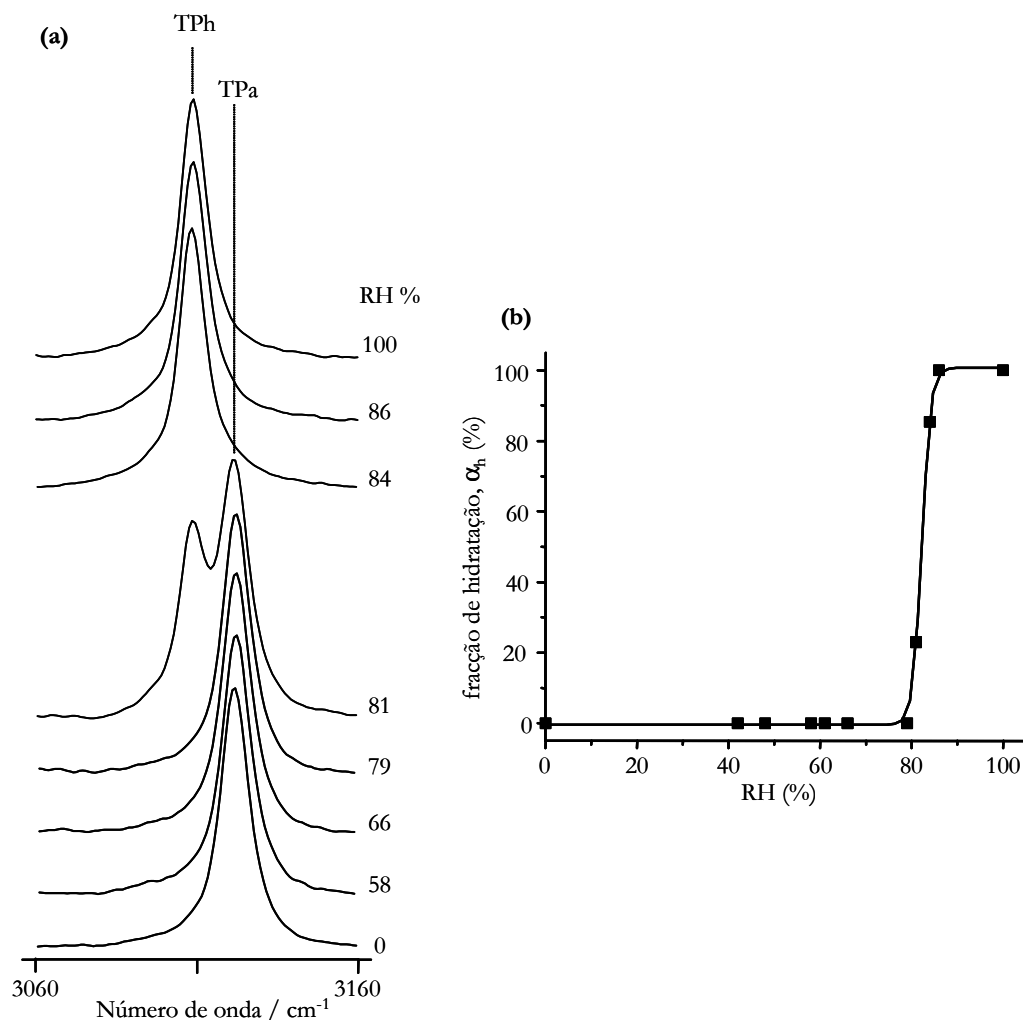 (a)
TPh
TPa
RH %
100
86
84
81
79
66
58
0
3060
3160
Número de onda / cm⁻¹
(b)
fracção de hidratação, αₕ (%)
100
80
60
40
20
0
0
20
40
60
80
100
RH (%)